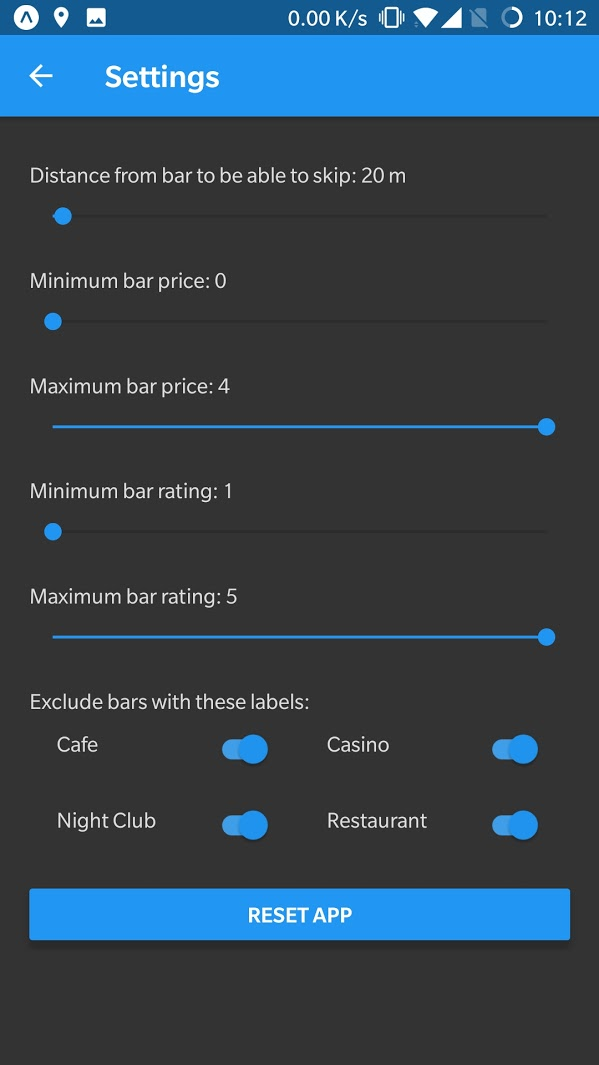 0.00 K/s 10:12
Settings
Distance from bar to be able to skip: 20 m
Minimum bar price: 0
Maximum bar price: 4
Minimum bar rating: 1
Maximum bar rating: 5
Exclude bars with these labels:
Cafe Casino
Night Club Restaurant
RESET APP